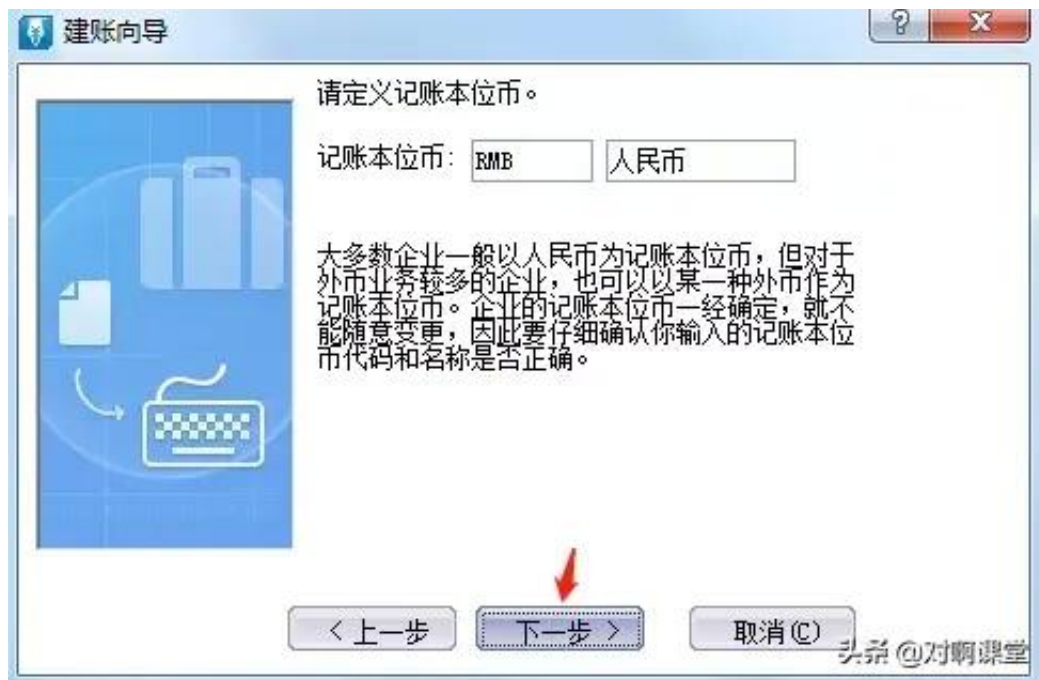 建账向导
请定义记账本位币。
记账本位币: RMB 人民币
大多数企业一般以人民币为记账本位币，但对于
外币业务较多的企业，也可以以某一种外币作为
记账本位币。企业的记账本位币一经确定，就不
能随意变更，因此要仔细确认你输入的记账本位
币代码和名称是否正确。
< 上一步 下一步 > 取消(C)
头条 @对啊课堂